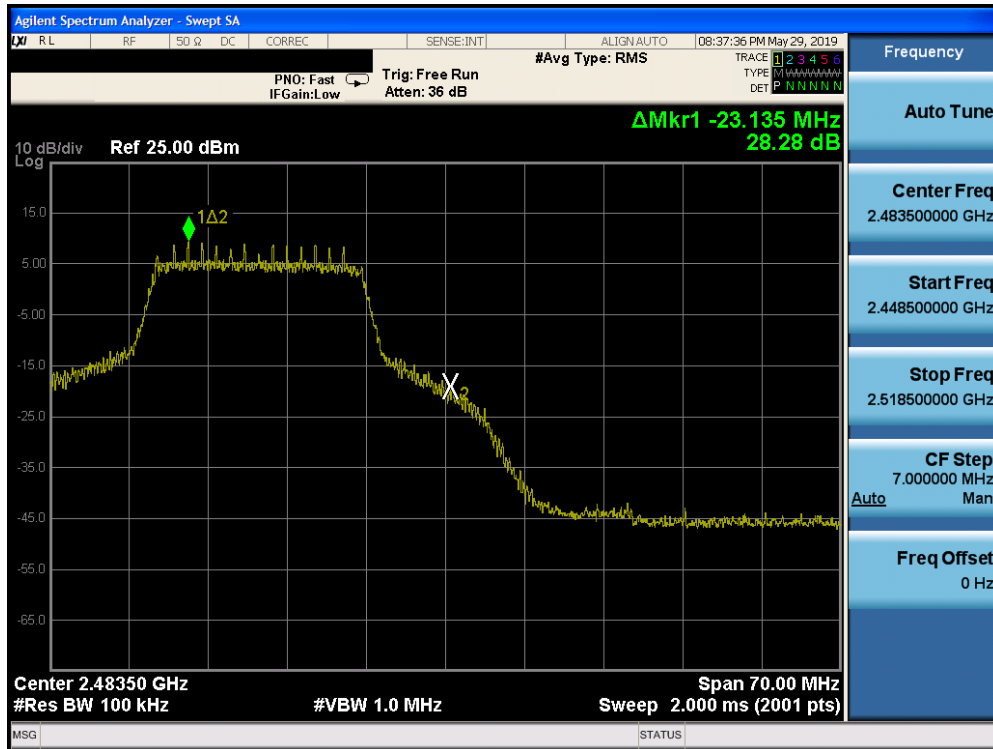 Agilent Spectrum Analyzer - Swept SA
LXI RL RF 50 Ω DC CORREC SENSE:INT ALIGN AUTO 08:37:36 PM May 29, 2019
Frequency
#Avg Type: RMS TRACE 1 2 3 4 5 6
PNO: Fast Trig: Free Run TYPE M WWWWW
IFGain:Low Atten: 36 dB DET P N N N N N
Auto Tune
ΔMkr1 -23.135 MHz
28.28 dB
10 dB/div Ref 25.00 dBm
Log
Center Freq
2.483500000 GHz
Start Freq
2.448500000 GHz
Stop Freq
2.518500000 GHz
CF Step
7.000000 MHz
Auto Man
Freq Offset
0 Hz
1Δ2
X2
15.0
5.00
-5.00
-15.0
-25.0
-35.0
-45.0
-55.0
-65.0
Center 2.48350 GHz Span 70.00 MHz
#Res BW 100 kHz #VBW 1.0 MHz Sweep 2.000 ms (2001 pts)
MSG STATUS